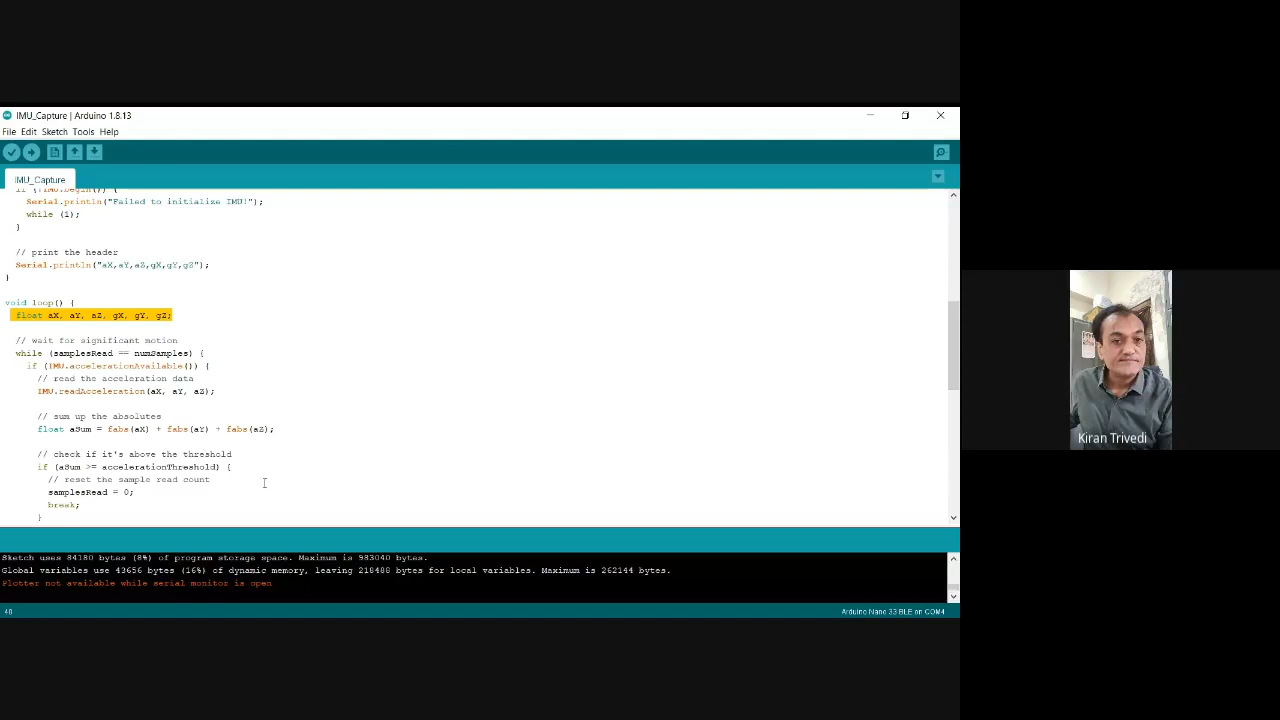 IMU_Capture | Arduino 1.8.13
File Edit Sketch Tools Help
IMU_Capture
if (!IMU.begin()) {
Serial.println("Failed to initialize IMU!");
while (1);
}
// print the header
Serial.println("aX,aY,aZ,gX,gY,gZ");
}
void loop() {
float aX, aY, aZ, gX, gY, gZ;
// wait for significant motion
while (samplesRead == numSamples) {
if (IMU.accelerationAvailable()) {
// read the acceleration data
IMU.readAcceleration(aX, aY, aZ);
// sum up the absolutes
float aSum = fabs(aX) + fabs(aY) + fabs(aZ);
// check if it's above the threshold
if (aSum >= accelerationThreshold) {
// reset the sample read count
samplesRead = 0;
break;
}
Sketch uses 84180 bytes (8%) of program storage space. Maximum is 983040 bytes.
Global variables use 43656 bytes (16%) of dynamic memory, leaving 218488 bytes for local variables. Maximum is 262144 bytes.
Plotter not available while serial monitor is open
40
Arduino Nano 33 BLE on COM4
Kiran Trivedi